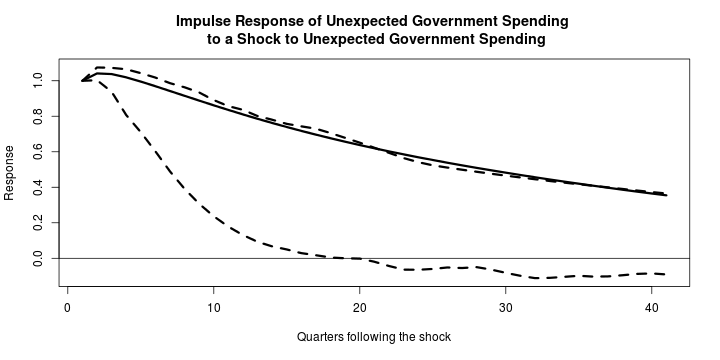 Impulse Response of Unexpected Government Spending
to a Shock to Unexpected Government Spending
Response
1.0
0.8
0.6
0.4
0.2
0.0
0 10 20 30 40
Quarters following the shock